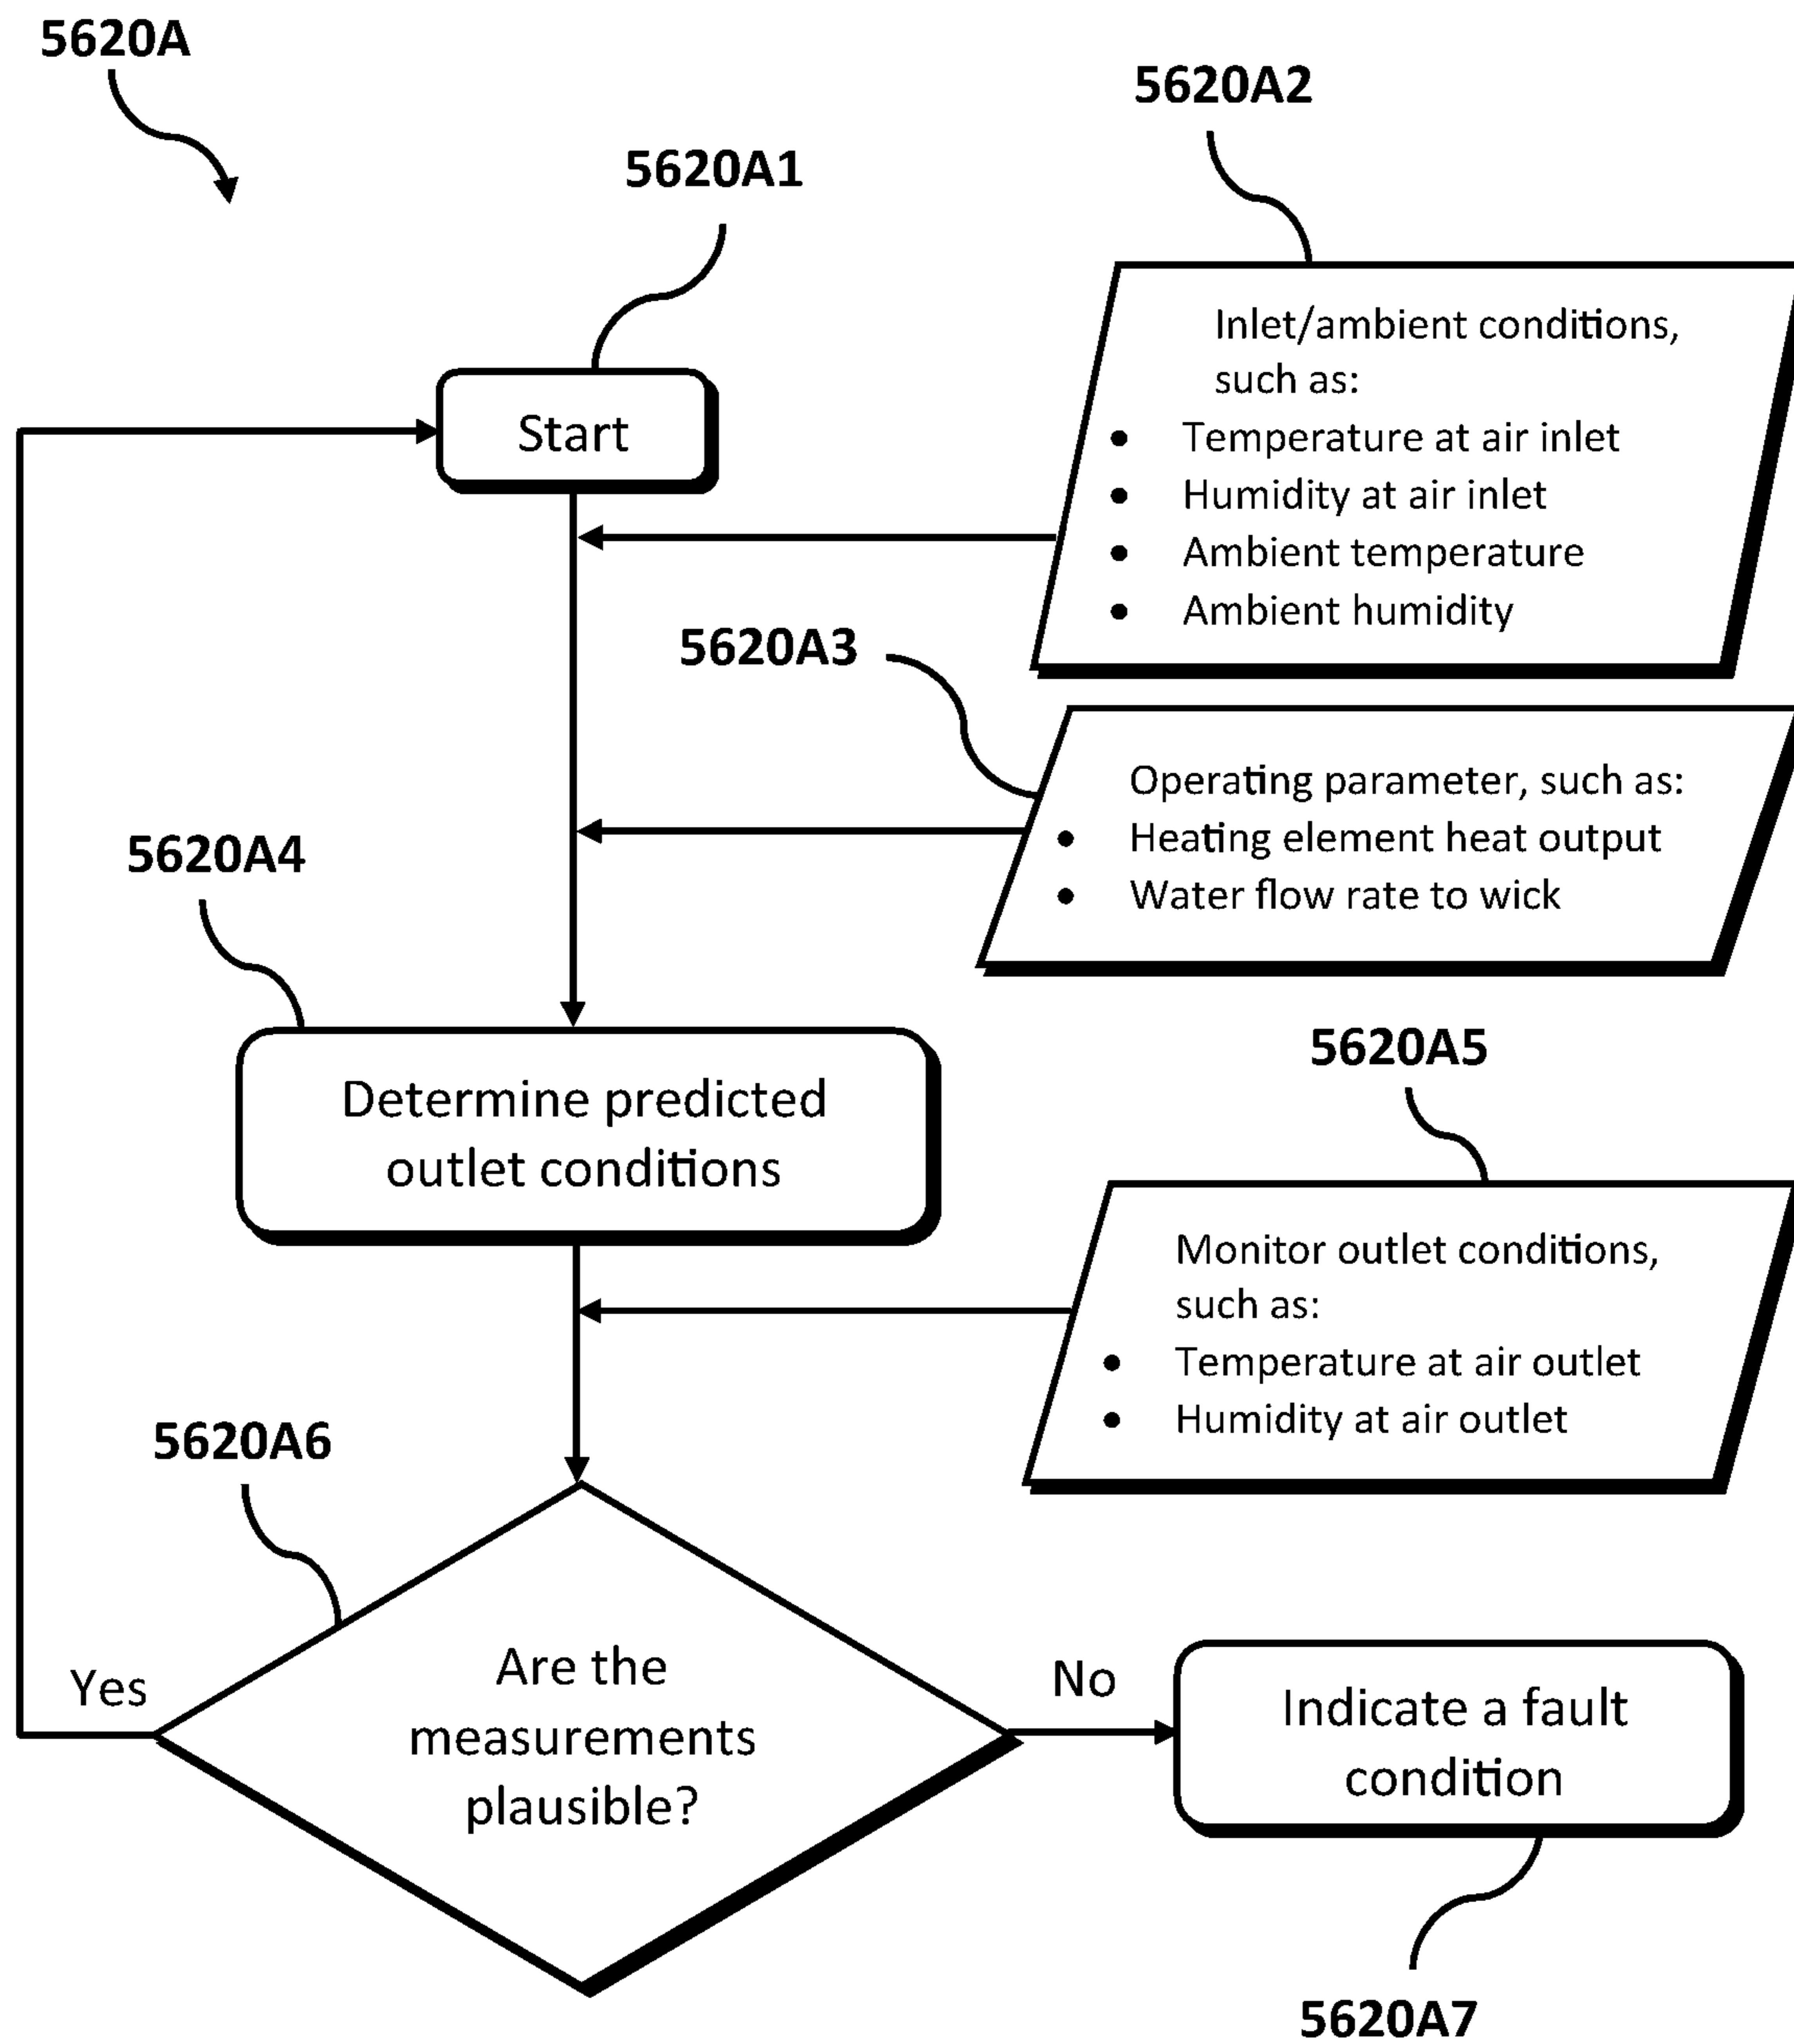 5620A
5620A2
5620A1
Inlet/ambient conditions,
such as:
Start
• Temperature at air inlet
• Humidity at air inlet
• Ambient temperature
• Ambient humidity
5620A3
Operating parameter, such as:
• Heating element heat output
• Water flow rate to wick
5620A4
5620A5
Determine predicted
outlet conditions
Monitor outlet conditions,
such as:
• Temperature at air outlet
• Humidity at air outlet
5620A6
Are the
measurements
plausible?
Yes
No
Indicate a fault
condition
5620A7